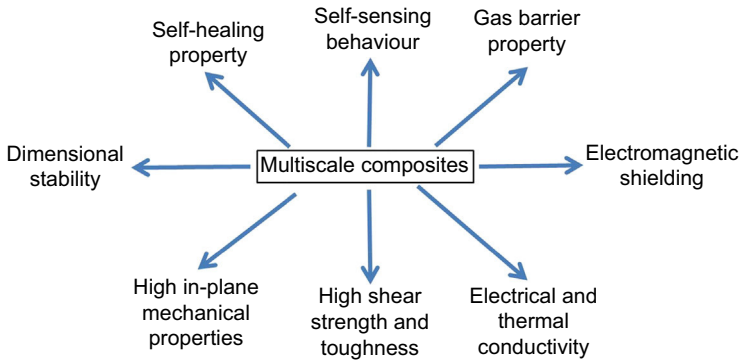 Self-healing
property
Self-sensing
behaviour
Gas barrier
property
Dimensional
stability
Multiscale composites
Electromagnetic
shielding
High in-plane
mechanical
properties
High shear
strength and
toughness
Electrical and
thermal
conductivity